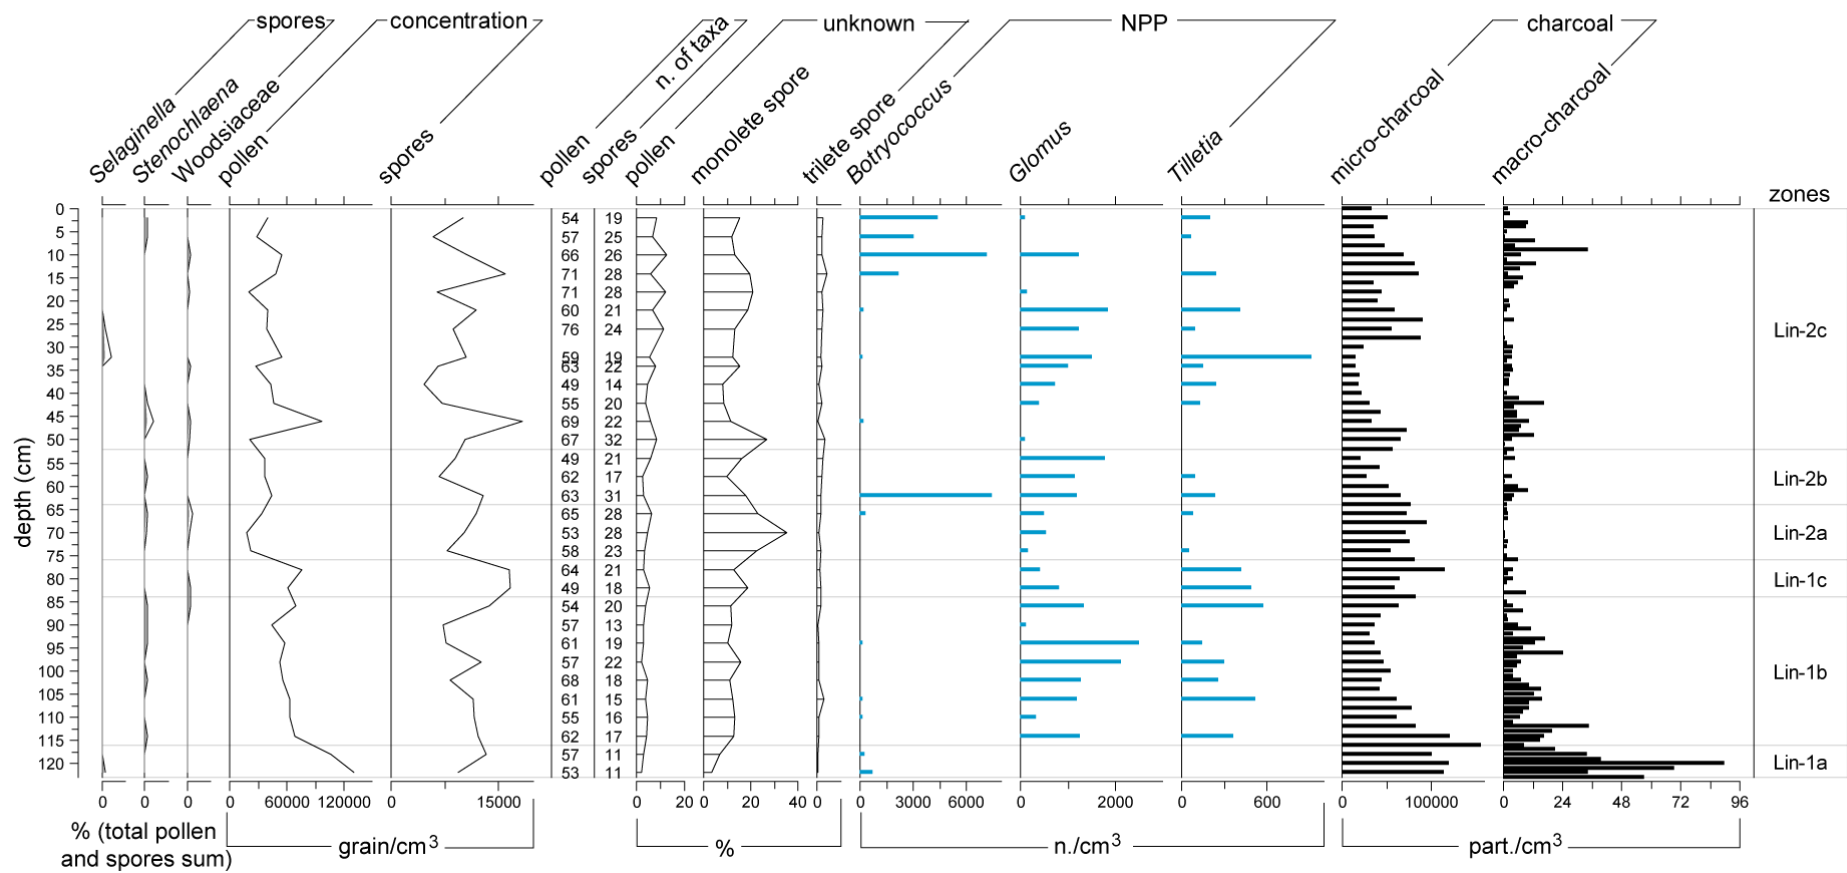 spores
concentration
n. of taxa
unknown
NPP
charcoal
Selaginella
Stenochlaena
Woodsiaceae
pollen
spores
pollen
spores
pollen
monolete spore
trilete spore
Botryococcus
Glomus
Tilletia
micro-charcoal
macro-charcoal
zones
depth (cm)
0
5
10
15
20
25
30
35
40
45
50
55
60
65
70
75
80
85
90
95
100
105
110
115
120
54 19
57 25
66 26
71 28
71 28
60 21
76 24
59 19
63 22
49 14
55 20
69 22
67 32
49 21
62 17
63 31
65 28
53 28
58 23
64 21
49 18
54 20
57 13
61 19
57 22
68 18
61 15
55 16
62 17
57 11
53 11
Lin-2c
Lin-2b
Lin-2a
Lin-1c
Lin-1b
Lin-1a
0 0 0 0 60000 120000 0 15000 0 20 0 20 40 0 0 3000 6000 0 2000 0 600 0 100000 0 24 48 72 96
% (total pollen
and spores sum)
grain/cm³
%
n./cm³
part./cm³